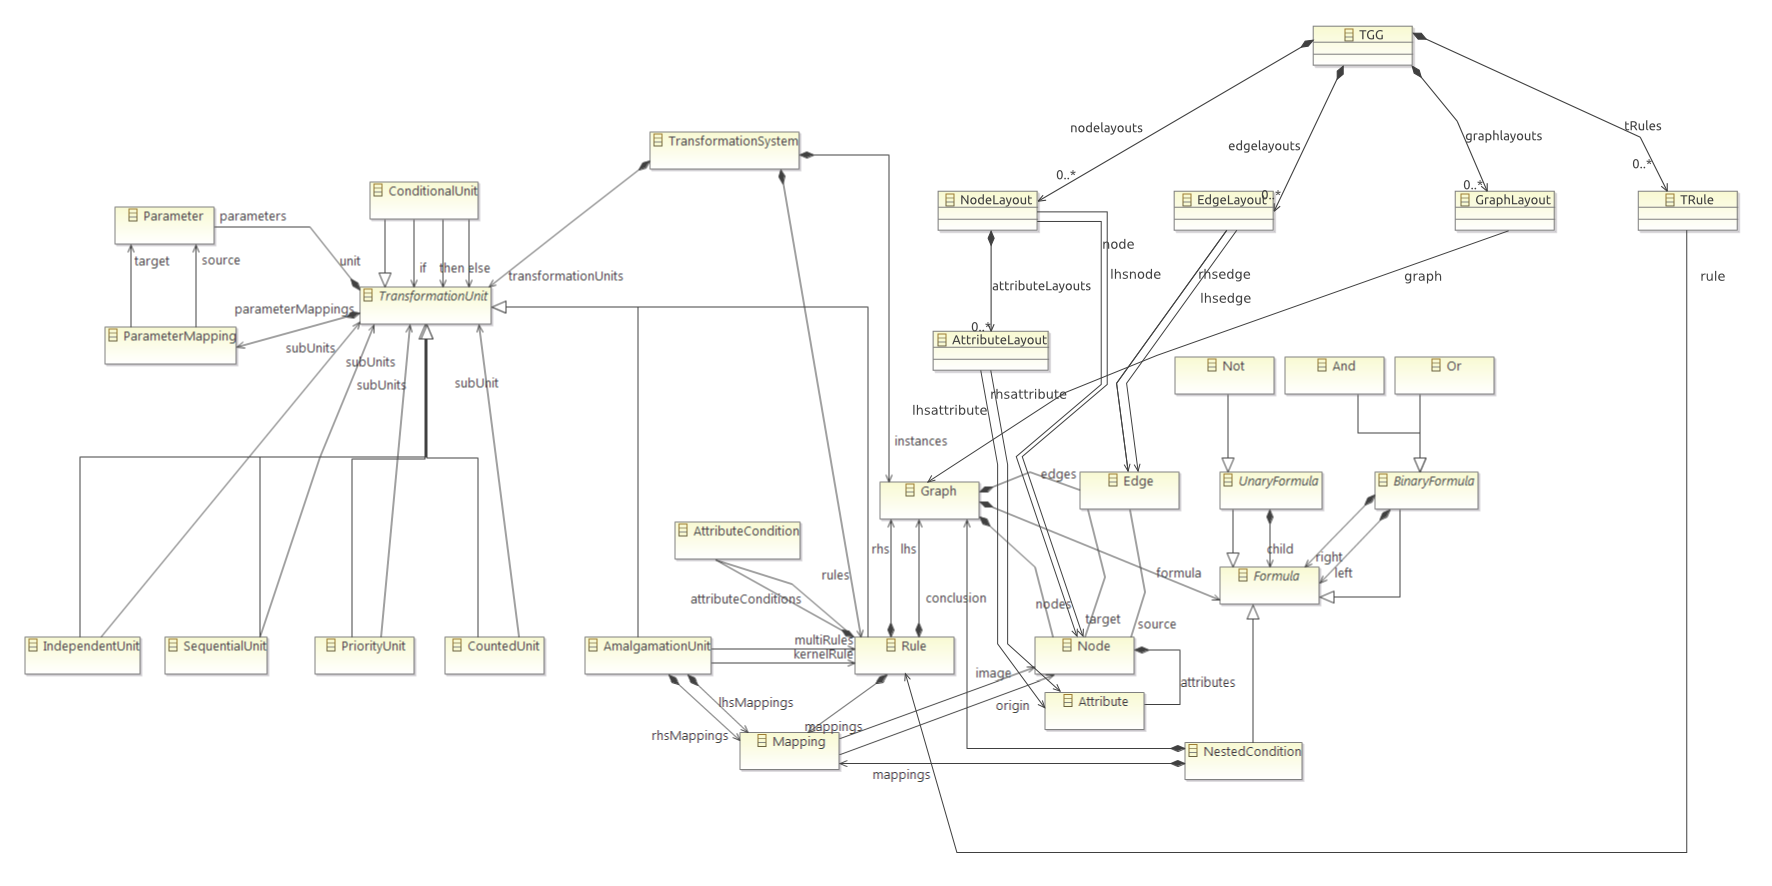 TGG
nodelayouts
edgelayouts
graphlayouts
tRules
0..*
0..*
0..*
0..*
TransformationSystem
ConditionalUnit
NodeLayout
EdgeLayout
GraphLayout
TRule
Parameter
parameters
target
source
unit
if
then
else
transformationUnits
node
lhsnode
rhsedge
lhsedge
graph
rule
TransformationUnit
attributeLayouts
parameterMappings
0..*
ParameterMapping
AttributeLayout
subUnits
subUnits
subUnits
subUnit
Not
And
Or
rhsattribute
lhsattribute
instances
edges
Graph
Edge
UnaryFormula
BinaryFormula
AttributeCondition
rhs
lhs
child
right
left
formula
Formula
rules
attributeConditions
conclusion
nodes
target
source
IndependentUnit
SequentialUnit
PriorityUnit
CountedUnit
AmalgamationUnit
multiRules
kernelRule
Rule
Node
image
origin
attributes
Attribute
lhsMappings
rhsMappings
mappings
Mapping
NestedCondition
mappings